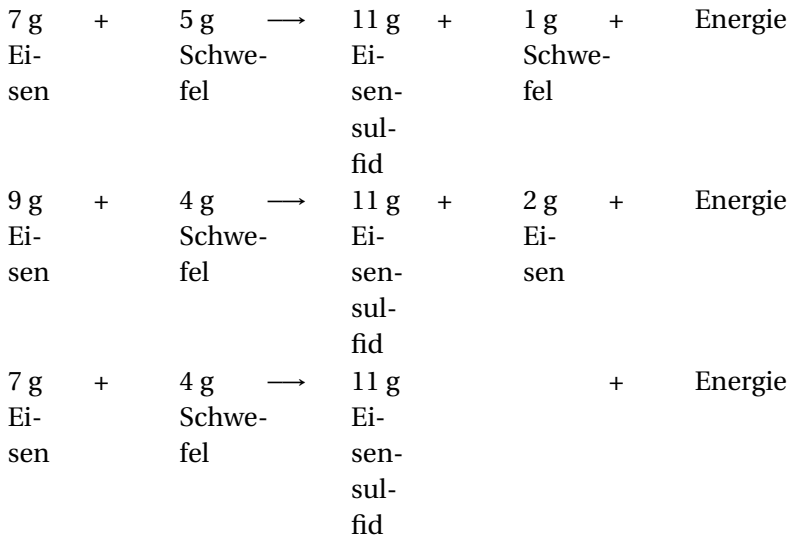 7 g + 5 g ⟶ 11 g + 1 g + Energie
Ei- Schwe- Ei- Schwe-
sen fel sen- fel
sul-
fid
9 g + 4 g ⟶ 11 g + 2 g + Energie
Ei- Schwe- Ei- Ei-
sen fel sen- sen
sul-
fid
7 g + 4 g ⟶ 11 g + Energie
Ei- Schwe- Ei-
sen fel sen-
sul-
fid